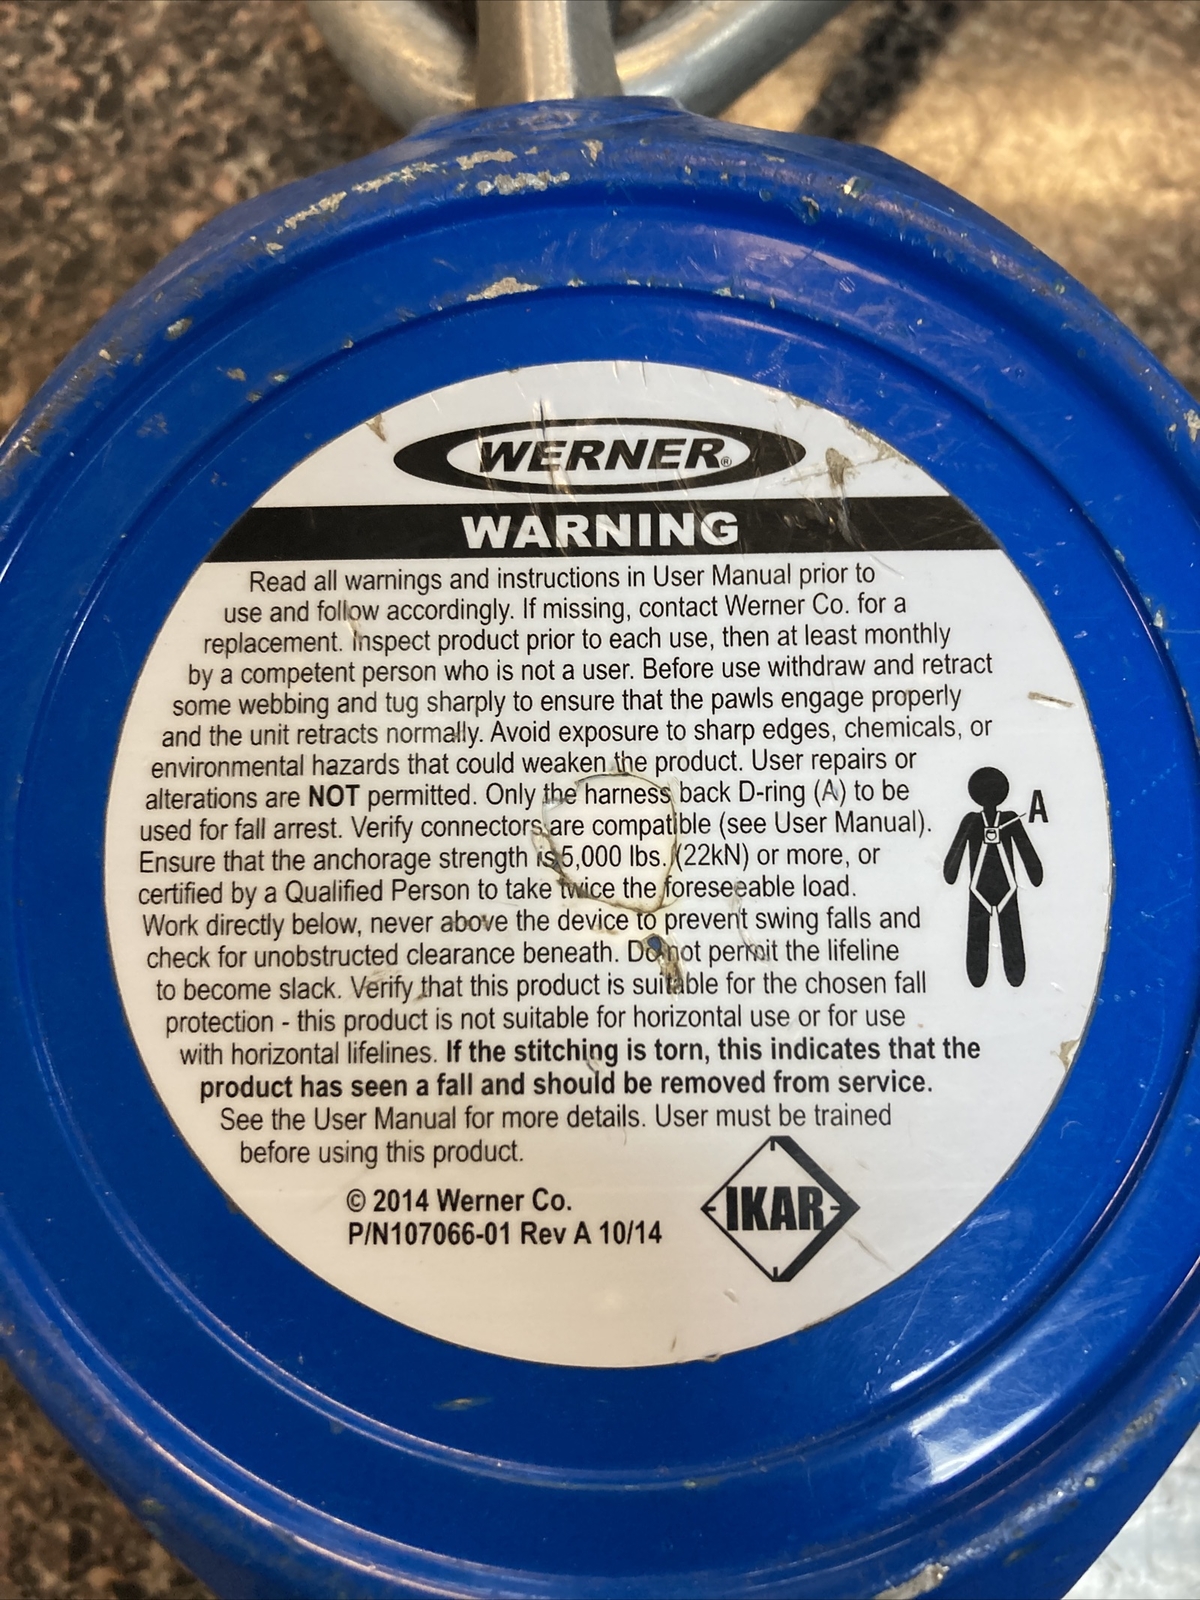 WERNER®
WARNING
Read all warnings and instructions in User Manual prior to
use and follow accordingly. If missing, contact Werner Co. for a
replacement. Inspect product prior to each use, then at least monthly
by a competent person who is not a user. Before use withdraw and retract
some webbing and tug sharply to ensure that the pawls engage properly
and the unit retracts normally. Avoid exposure to sharp edges, chemicals, or
environmental hazards that could weaken the product. User repairs or
alterations are NOT permitted. Only the harness back D-ring (A) to be
used for fall arrest. Verify connectors are compatible (see User Manual).
Ensure that the anchorage strength is 5,000 lbs. (22kN) or more, or
certified by a Qualified Person to take twice the foreseeable load.
Work directly below, never above the device to prevent swing falls and
check for unobstructed clearance beneath. Do not permit the lifeline
to become slack. Verify that this product is suitable for the chosen fall
protection - this product is not suitable for horizontal use or for use
with horizontal lifelines. If the stitching is torn, this indicates that the
product has seen a fall and should be removed from service.
See the User Manual for more details. User must be trained
before using this product.
A
© 2014 Werner Co.
P/N107066-01 Rev A 10/14
IKAR